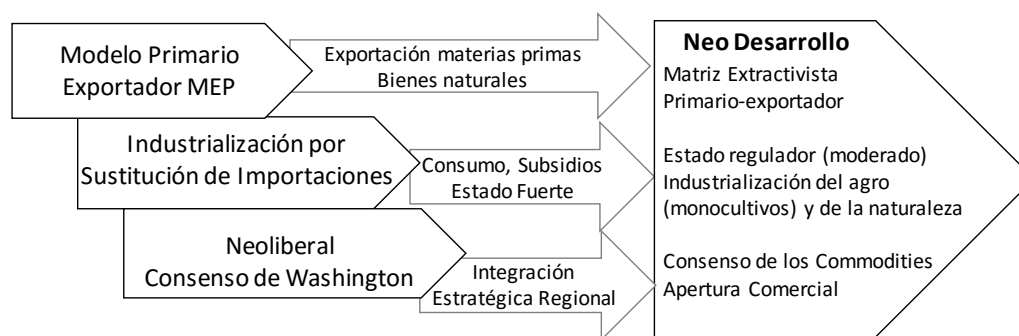 Modelo Primario
Exportador MEP
Exportación materias primas
Bienes naturales
Industrialización por
Sustitución de Importaciones
Consumo, Subsidios
Estado Fuerte
Neoliberal
Consenso de Washington
Integración
Estratégica Regional
Neo Desarrollo
Matriz Extractivista
Primario-exportador
Estado regulador (moderado)
Industrialización del agro
(monocultivos) y de la naturaleza
Consenso de los Commodities
Apertura Comercial